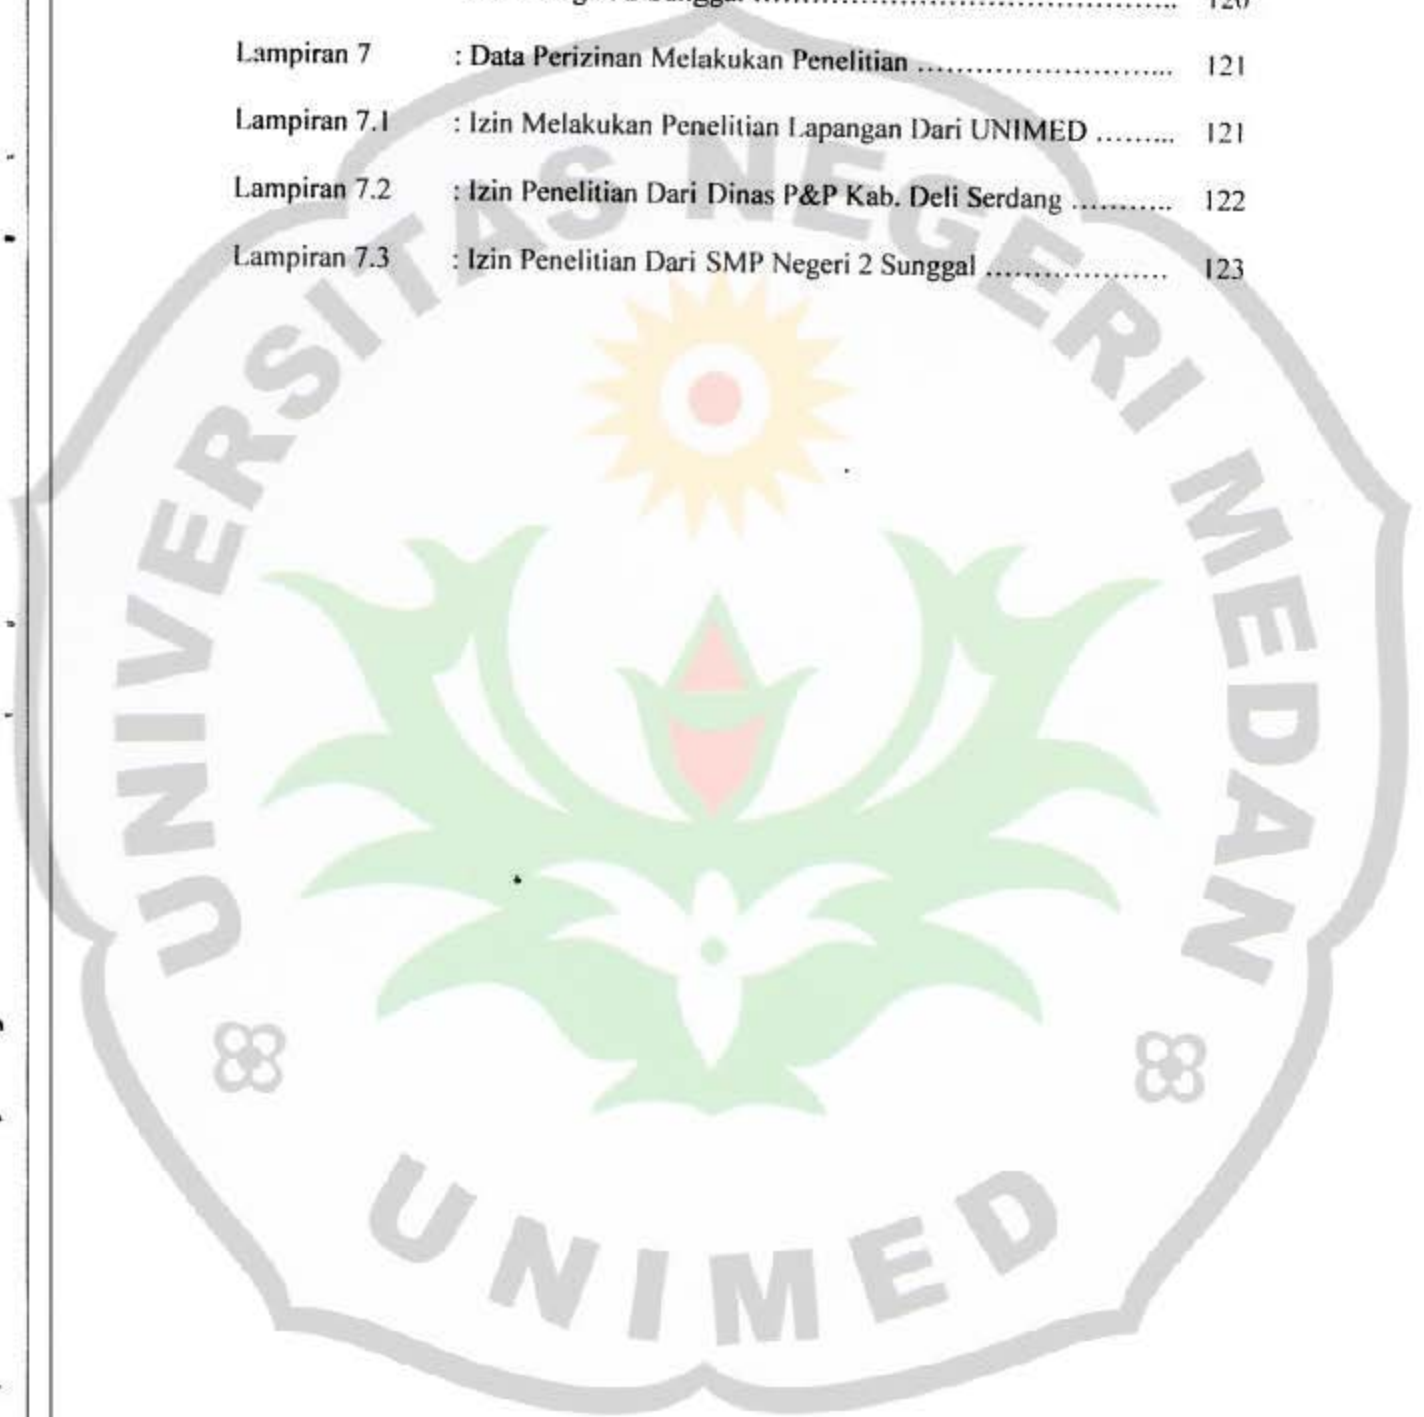 Sunggal ............................................. 120
Lampiran 7 : Data Perizinan Melakukan Penelitian .......................... 121
Lampiran 7.1 : Izin Melakukan Penelitian Lapangan Dari UNIMED ......... 121
Lampiran 7.2 : Izin Penelitian Dari Dinas P&P Kab. Deli Serdang ........... 122
Lampiran 7.3 : Izin Penelitian Dari SMP Negeri 2 Sunggal ................... 123
UNIVERSITAS NEGERI MEDAN
UNIMED